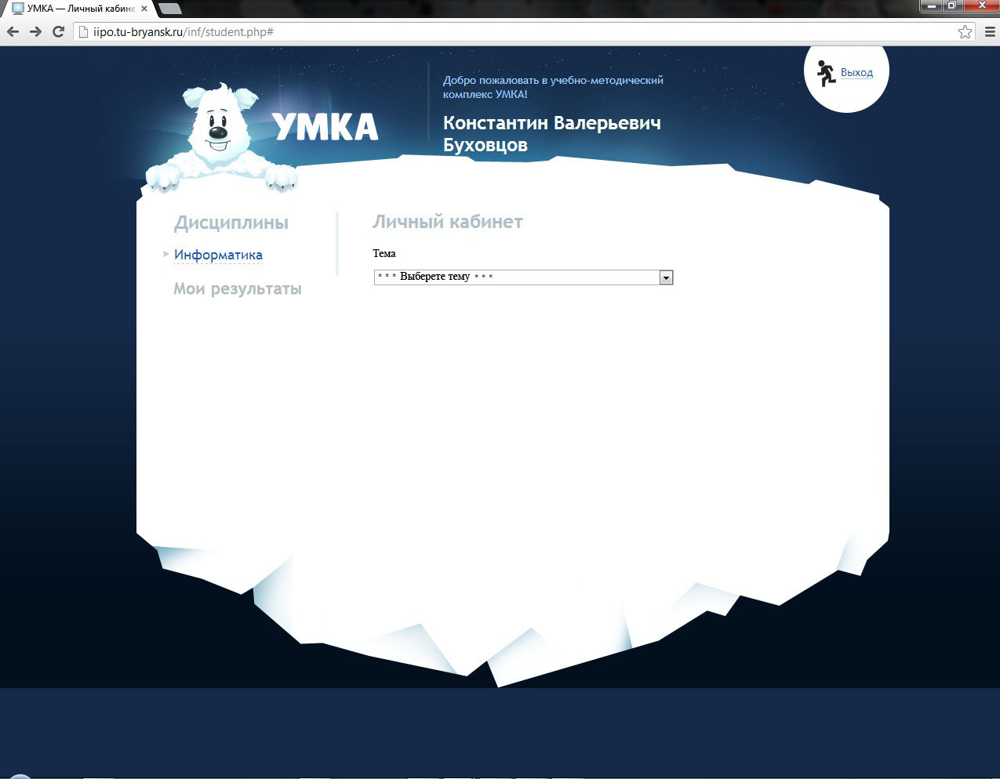 УМКА — Личный кабине
iipo.tu-bryansk.ru/inf/student.php#
Добро пожаловать в учебно-методический
комплекс УМКА!
Константин Валерьевич
Буховцов
Выход
УМКА
Дисциплины
Информатика
Мои результаты
Личный кабинет
Тема
* * * Выберете тему * * *